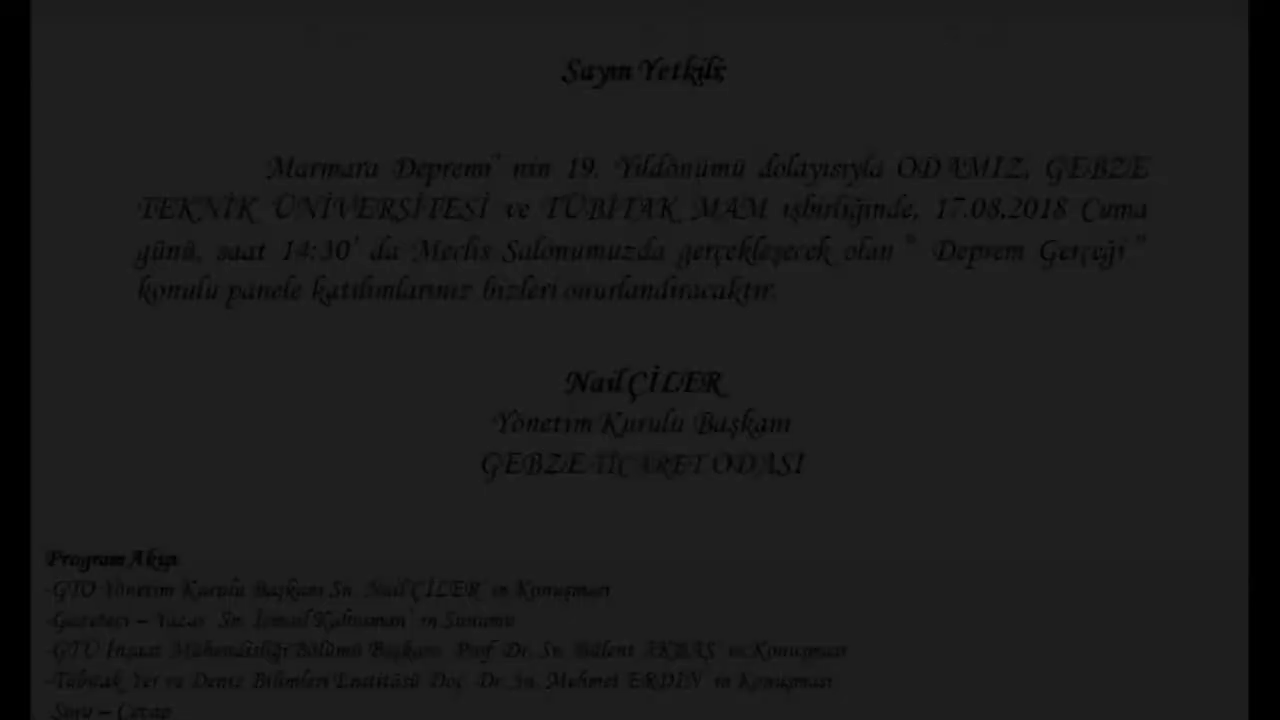 Sayın Yetkili;
Marmara Depremi' nin 19. Yıldönümü dolayısıyla ODAMIZ, GEBZE
TEKNİK ÜNİVERSİTESİ ve TÜBİTAK MAM işbirliğinde, 17.08.2018 Cuma
günü, saat 14:30' da Meclis Salonumuzda gerçekleşecek olan " Deprem Gerçeği "
konulu panele katılımlarınız bizleri onurlandıracaktır.
Nail ÇİLER
Yönetim Kurulu Başkanı
GEBZE TİCARET ODASI
Program Akışı
-GTO Yönetim Kurulu Başkanı Sn. Nail ÇİLER' in Konuşması
-Gazeteci – Yazar Sn. İsmail Kahraman' ın Sunumu
-GTÜ İnşaat Mühendisliği Bölümü Başkanı Prof. Dr. Sn. Bülent AKBAŞ' ın Konuşması
-Tübitak Yer ve Deniz Bilimleri Enstitüsü Doç. Dr. Sn. Mehmet ERDİN' in Konuşması
-Soru – Cevap